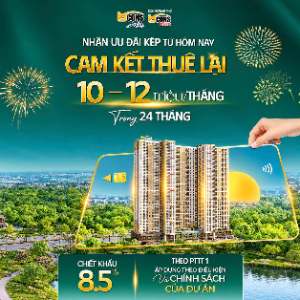 NHẬN ƯU ĐÃI KÉP TỪ HÔM NAY
CAM KẾT THUÊ LẠI
10 – 12 TRIỆU/THÁNG
Trong 24 THÁNG
CHIẾT KHẤU
8.5%
THEO PTTT 1
ÁP DỤNG THEO ĐIỀU KIỆN
Và CHÍNH SÁCH
CỦA DỰ ÁN